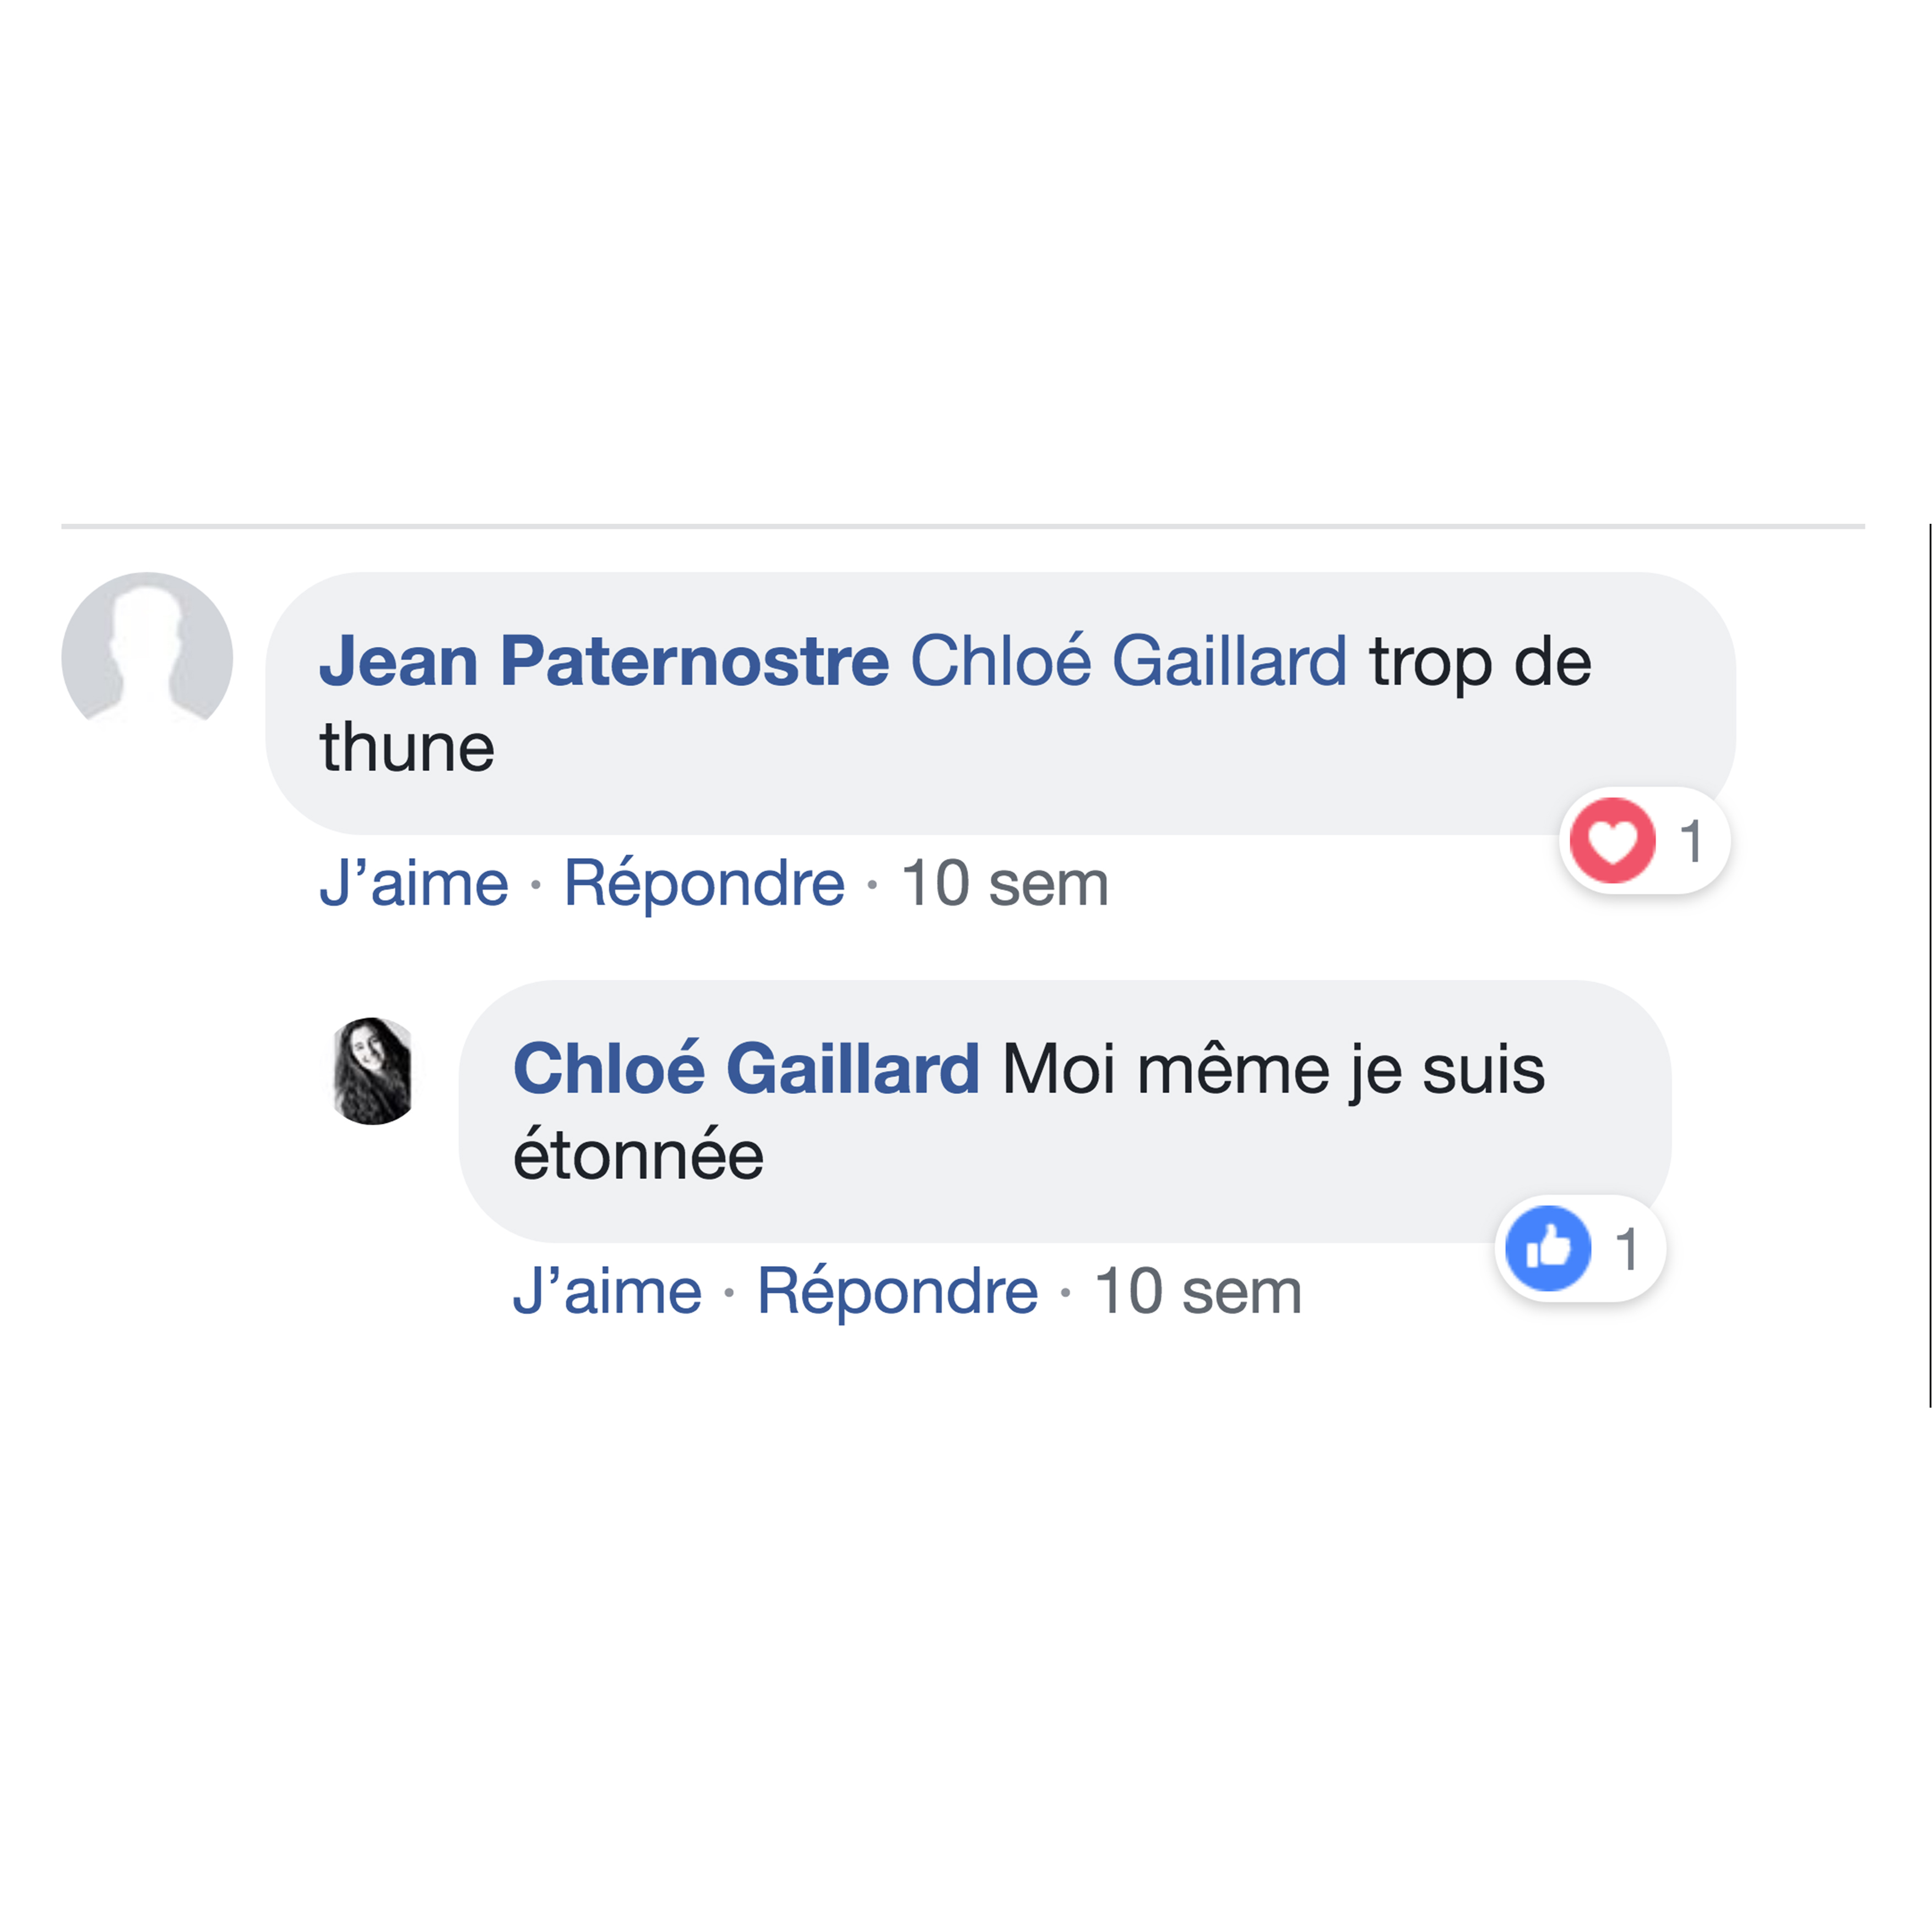 Jean Paternostre Chloé Gaillard trop de
thune
1
J’aime · Répondre · 10 sem
Chloé Gaillard Moi même je suis
étonnée
1
J’aime · Répondre · 10 sem